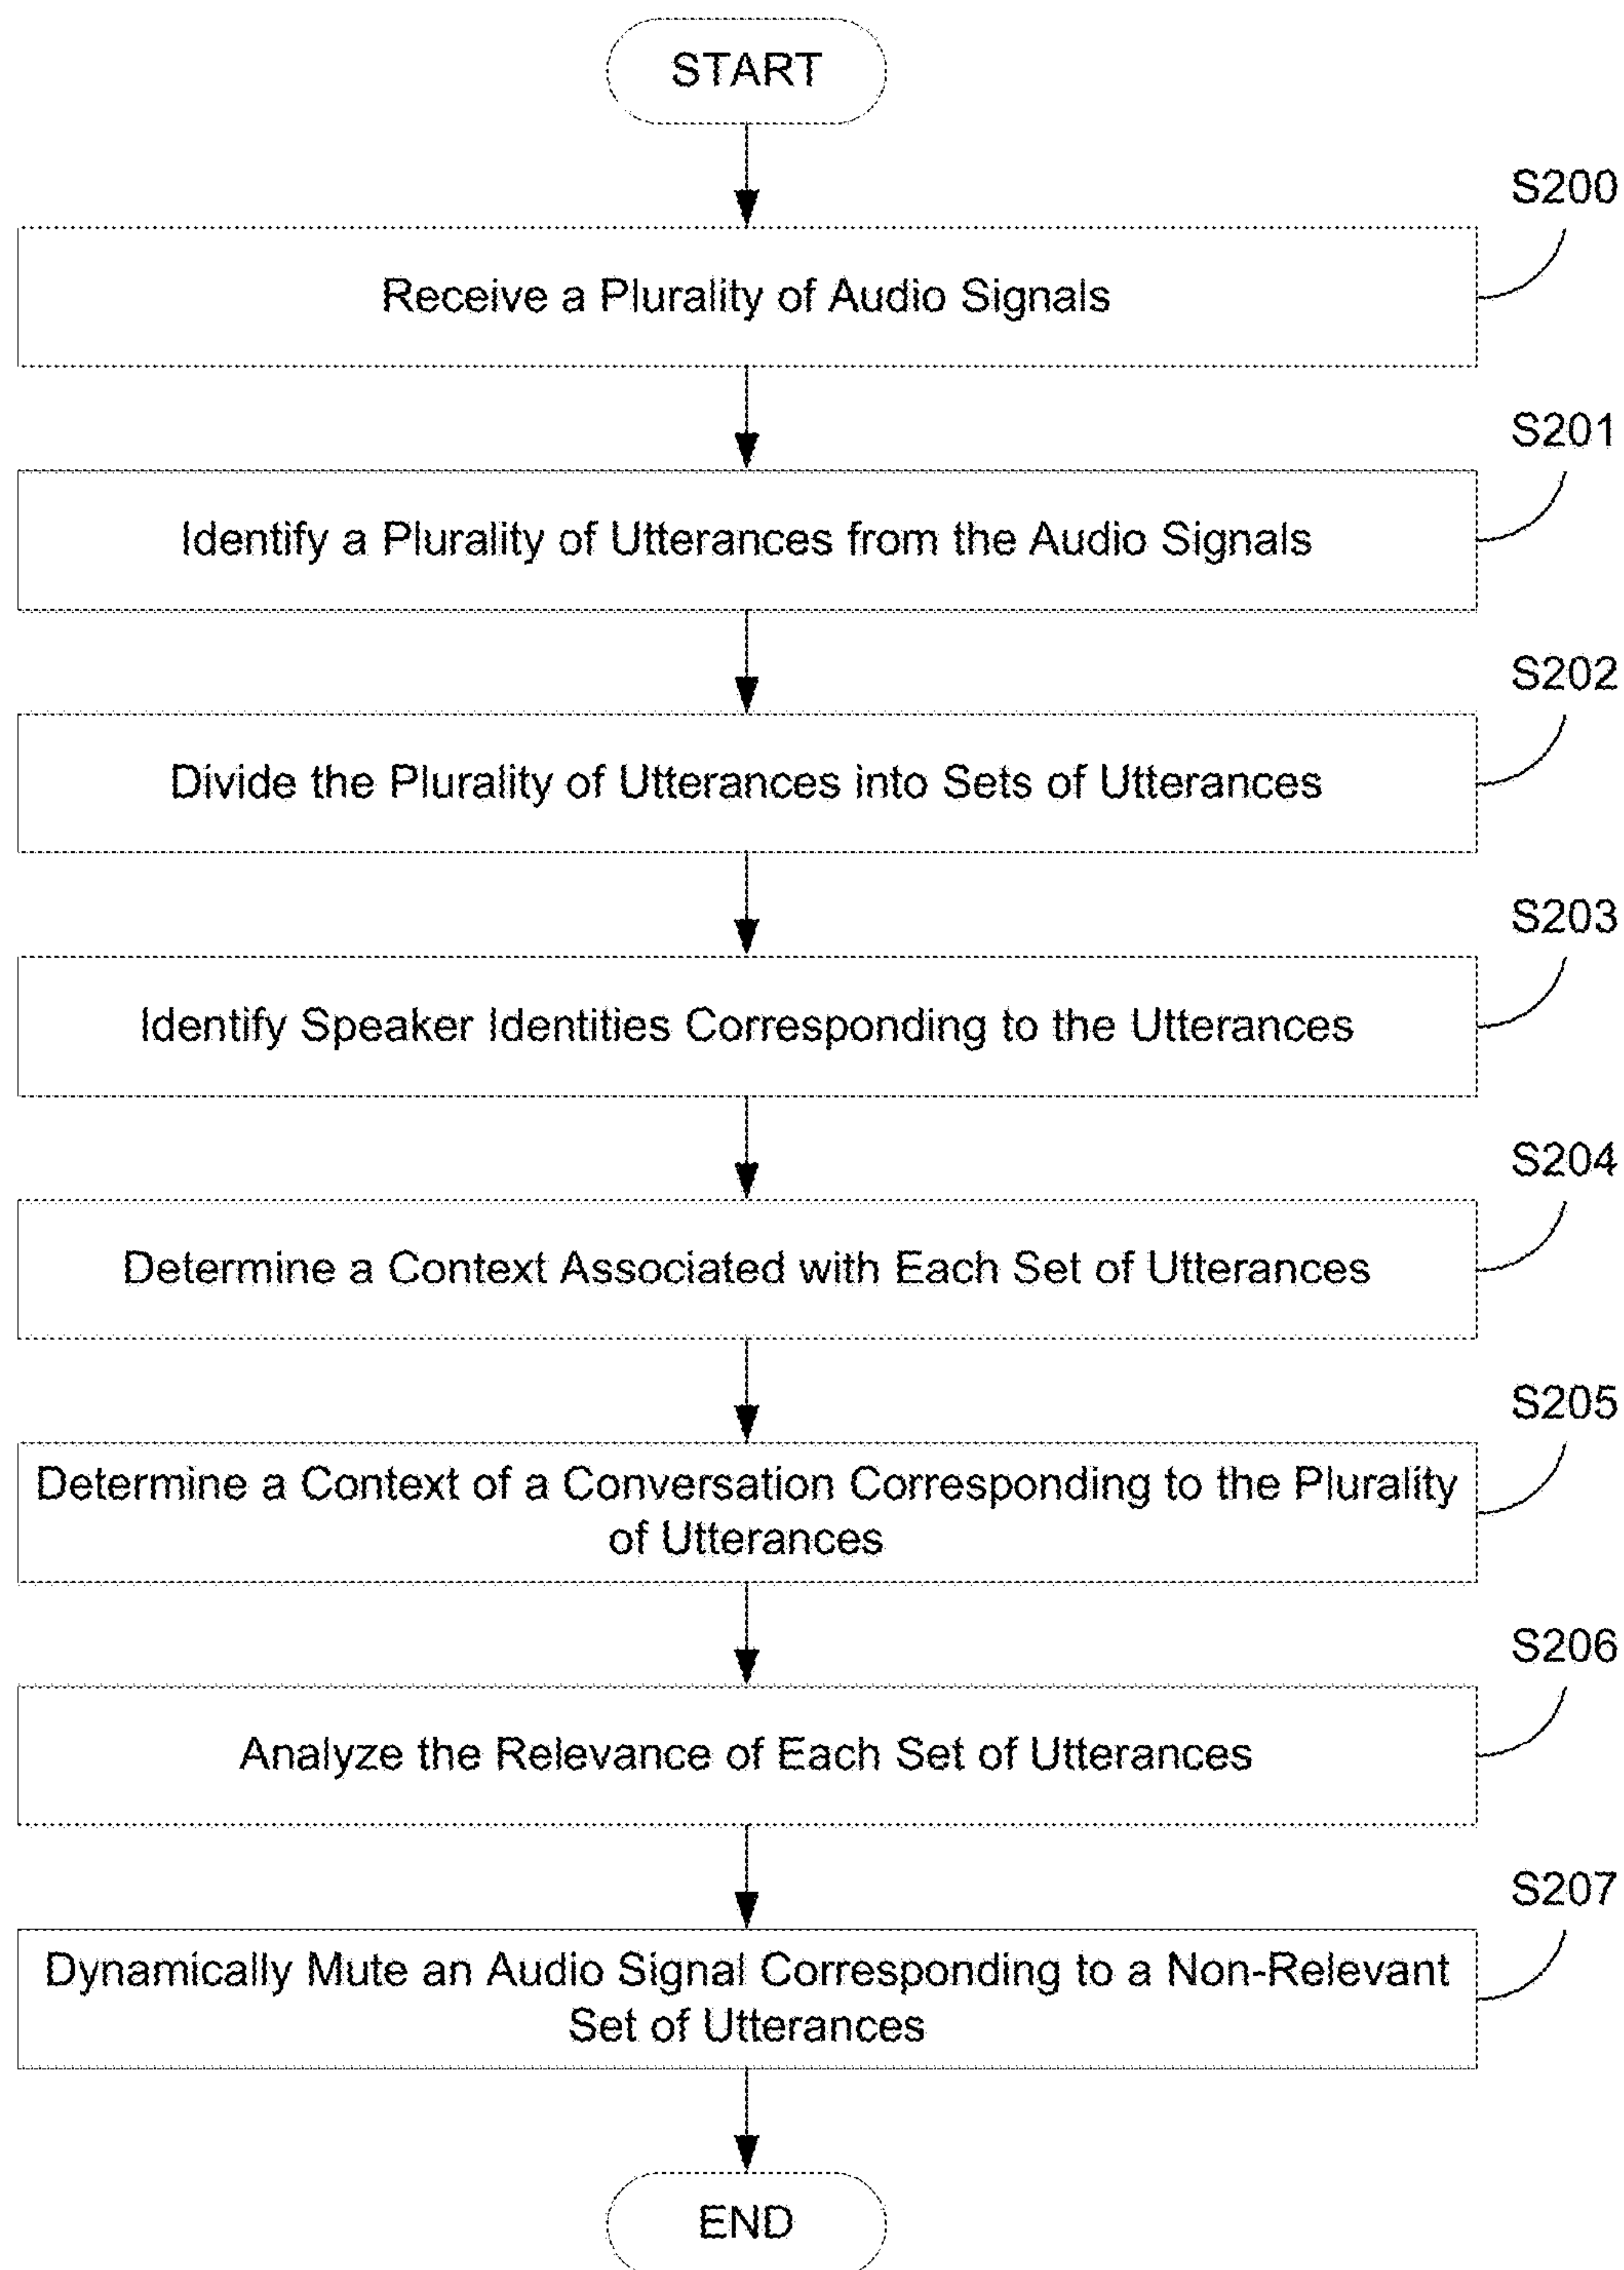 START
S200
Receive a Plurality of Audio Signals
S201
Identify a Plurality of Utterances from the Audio Signals
S202
Divide the Plurality of Utterances into Sets of Utterances
S203
Identify Speaker Identities Corresponding to the Utterances
S204
Determine a Context Associated with Each Set of Utterances
S205
Determine a Context of a Conversation Corresponding to the Plurality
of Utterances
S206
Analyze the Relevance of Each Set of Utterances
S207
Dynamically Mute an Audio Signal Corresponding to a Non-Relevant
Set of Utterances
END